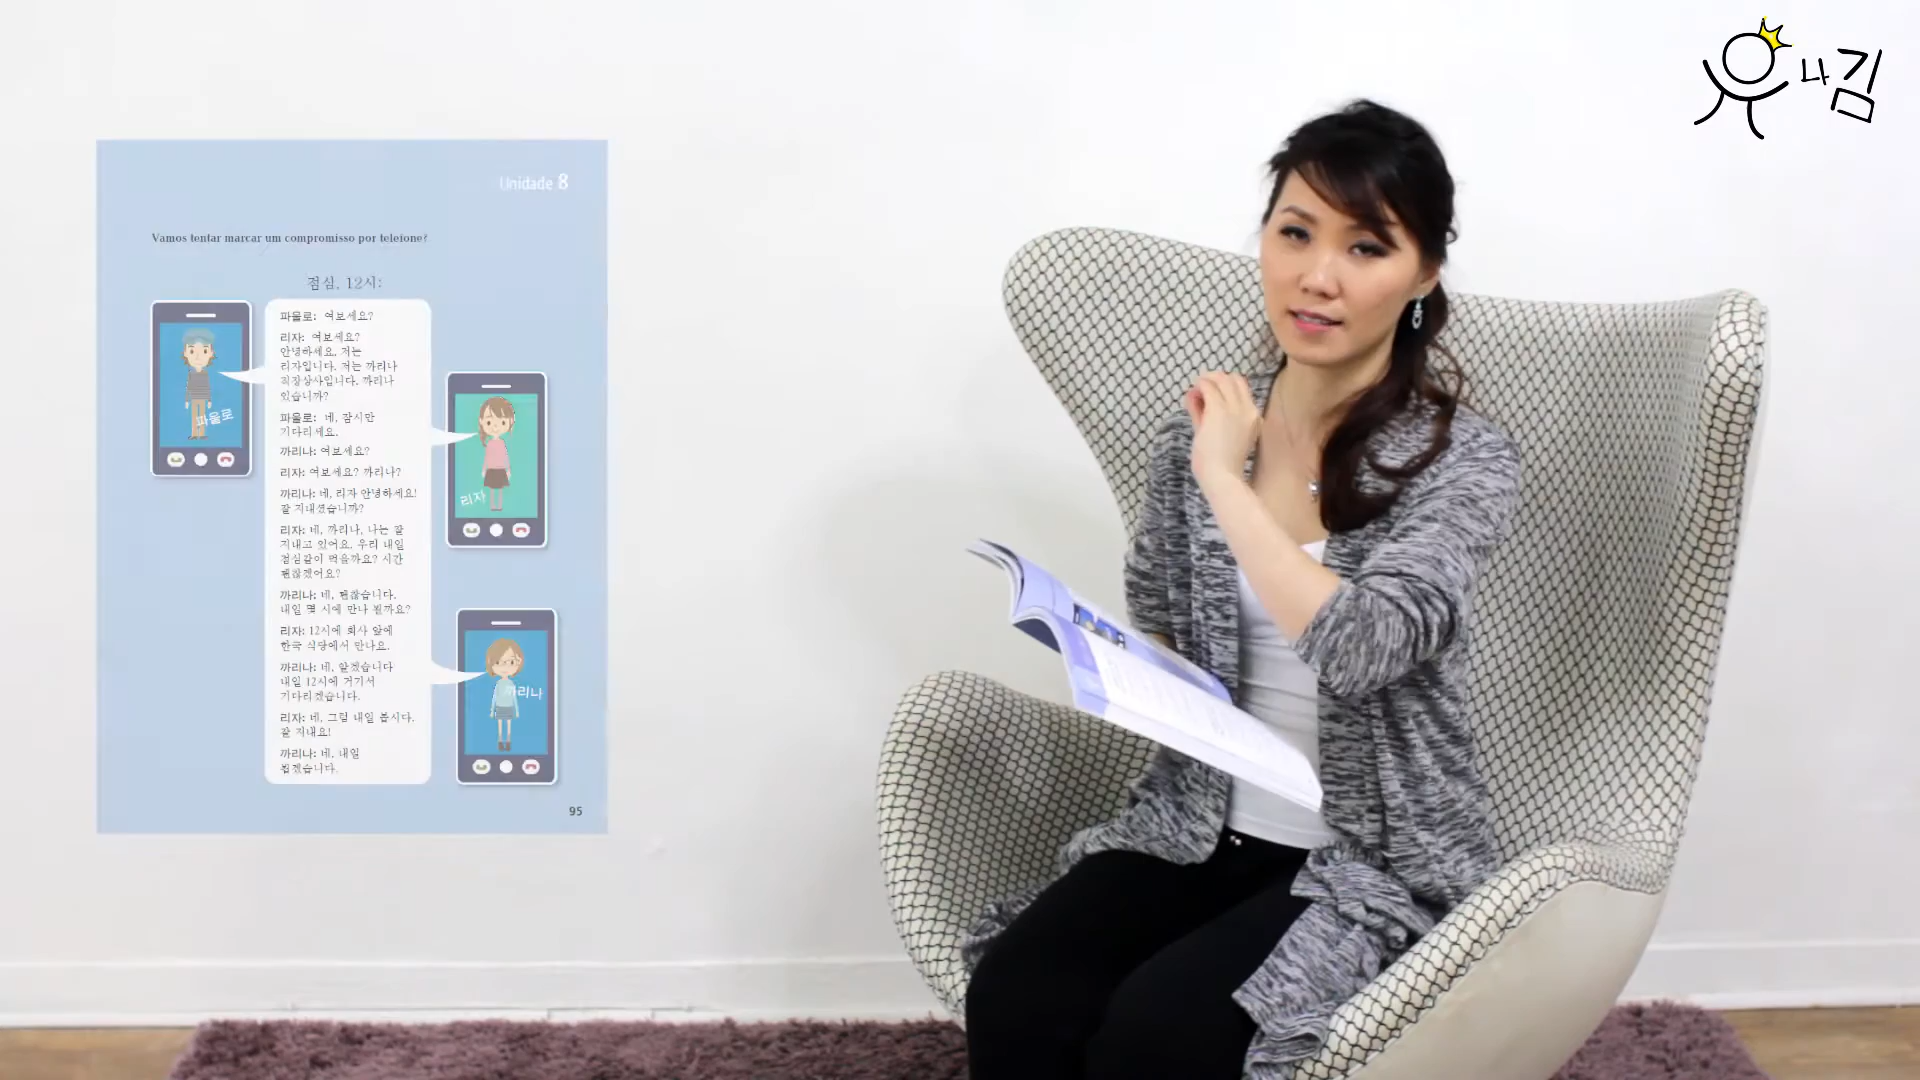 나김
Unidade 8
Vamos tentar marcar um compromisso por telefone?
점심, 12시:
파울로: 여보세요?
리자: 여보세요?
안녕하세요, 저는
리자입니다. 저는 까리나
직장상사입니다. 까리나
있습니까?
파울로: 네, 잠시만
기다리세요.
까리나: 여보세요?
리자: 여보세요? 까리나?
까리나: 네, 리자 안녕하세요!
잘 지내셨습니까?
리자: 네, 까리나, 나는 잘
지내고 있어요. 우리 내일
점심같이 먹을까요? 시간
괜찮겠어요?
까리나: 네, 괜찮습니다.
내일 몇 시에 만나 뵐까요?
리자: 12시에 회사 앞에
한국 식당에서 만나요.
까리나: 네, 알겠습니다
내일 12시에 거기서
기다리겠습니다.
리자: 네, 그럼 내일 봅시다.
잘 지내요!
까리나: 네, 내일
뵙겠습니다.
파울로
리자
까리나
95